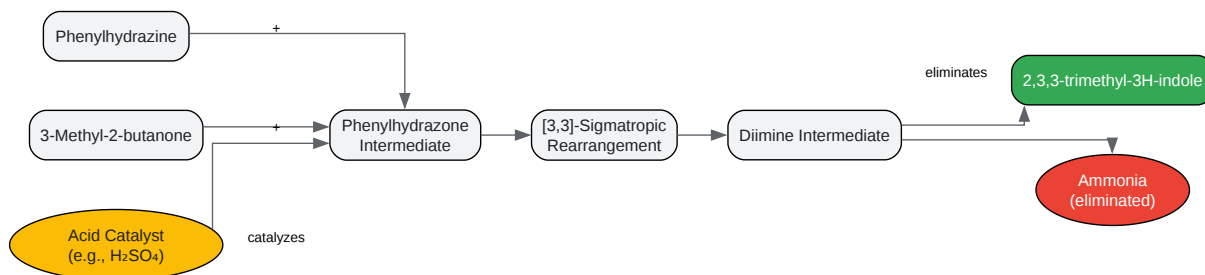 Phenylhydrazine
+
eliminates
2,3,3-trimethyl-3H-indole
3-Methyl-2-butanone
+
Phenylhydrazone
Intermediate
[3,3]-Sigmatropic
Rearrangement
Diimine Intermediate
Ammonia
(eliminated)
Acid Catalyst
(e.g., H₂SO₄)
catalyzes